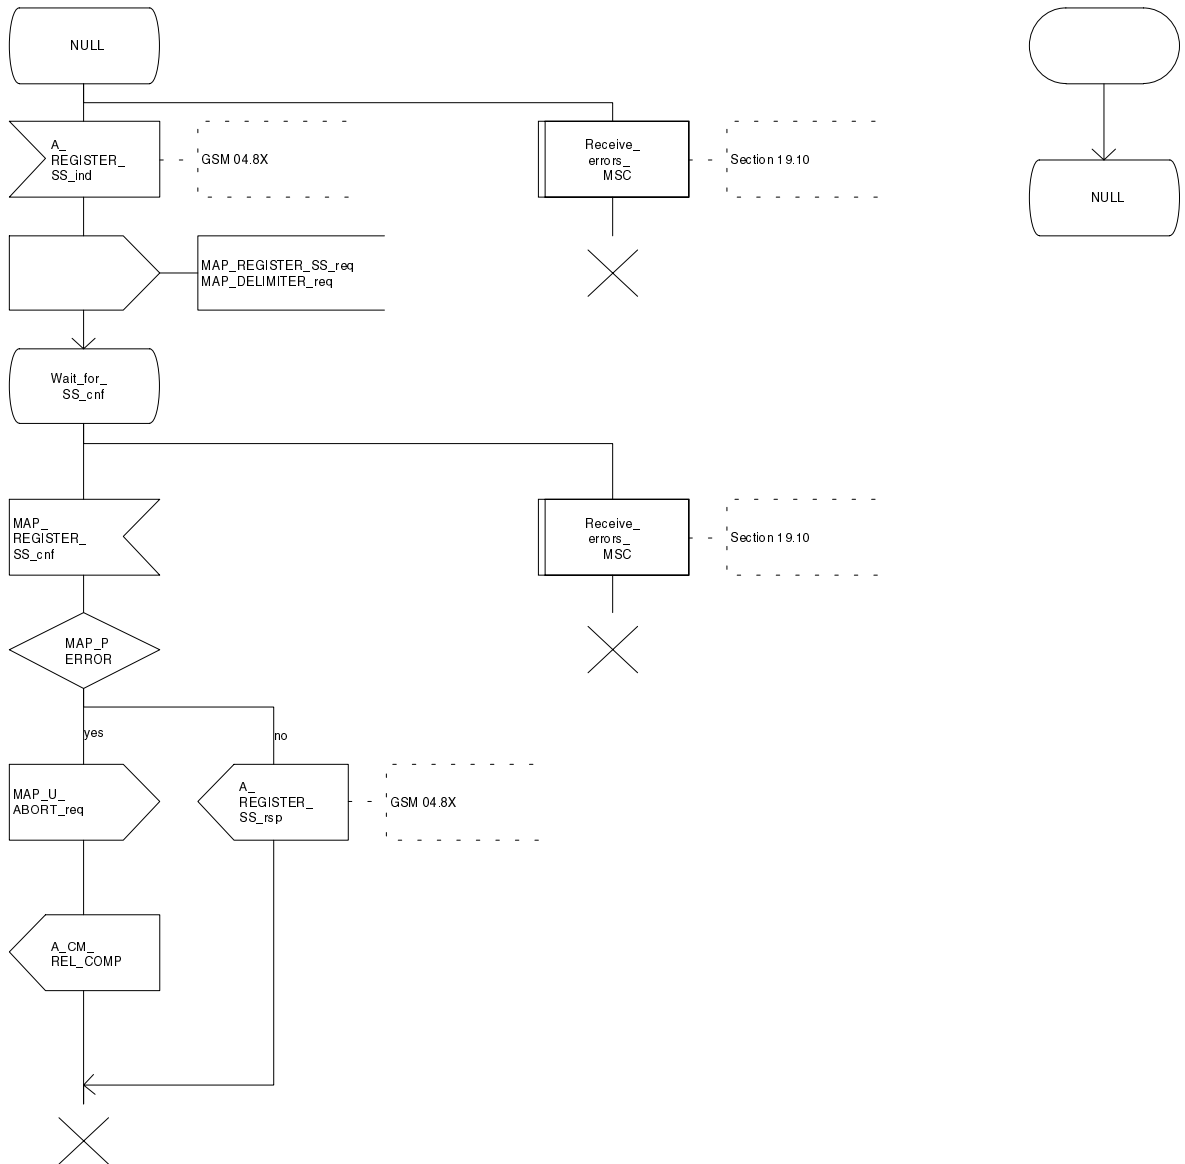 NULL
A_
REGISTER_
SS_ind
GSM 04.8X
Receive_
errors_
MSC
Section 19.10
NULL
MAP_REGISTER_SS_req
MAP_DELIMITER_req
Wait_for_
SS_cnf
MAP_
REGISTER_
SS_cnf
Receive_
errors_
MSC
Section 19.10
MAP_P
ERROR
yes
no
MAP_U_
ABORT_req
A_
REGISTER_
SS_rsp
GSM 04.8X
A_CM_
REL_COMP